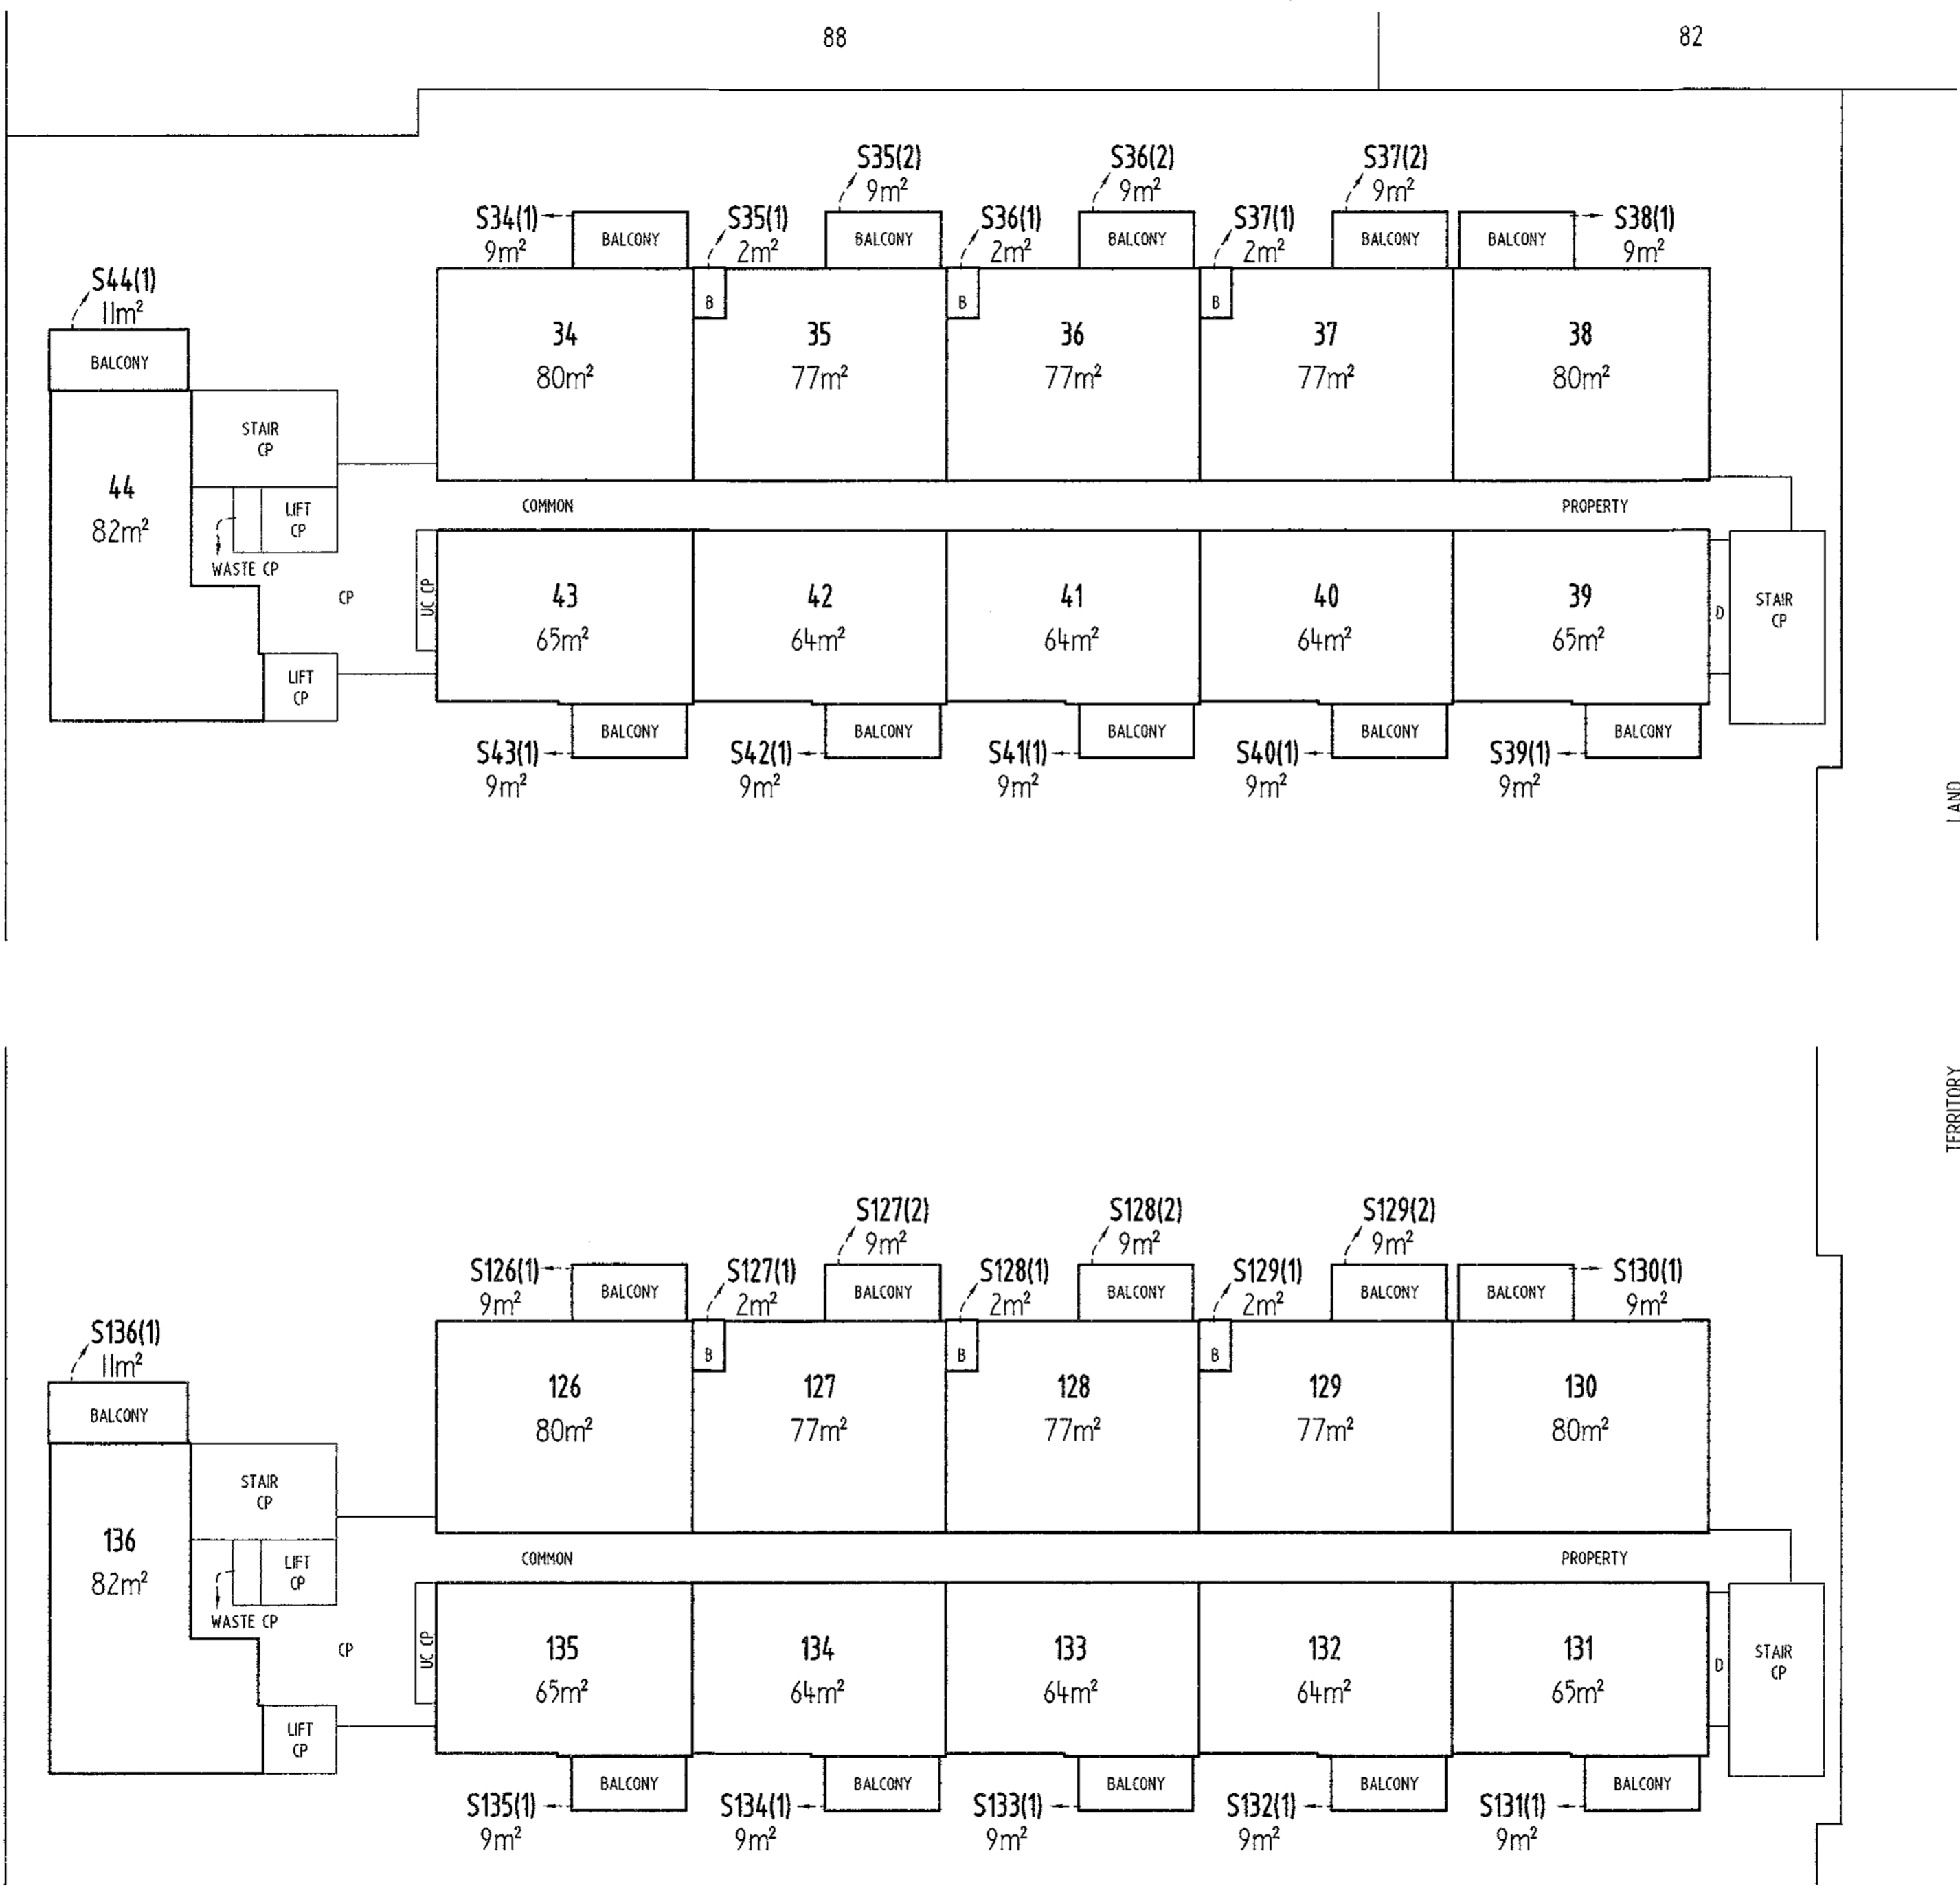 88
82
S35(2)
9m²
S36(2)
9m²
S37(2)
9m²
S34(1)
9m²
BALCONY
S35(1)
2m²
BALCONY
S36(1)
2m²
BALCONY
S37(1)
2m²
BALCONY
BALCONY
S38(1)
9m²
S44(1)
11m²
BALCONY
B
B
B
34
80m²
35
77m²
36
77m²
37
77m²
38
80m²
44
82m²
STAIR
CP
LIFT
CP
WASTE CP
CP
LIFT
CP
COMMON
PROPERTY
UC CP
43
65m²
42
64m²
41
64m²
40
64m²
39
65m²
D
STAIR
CP
BALCONY
BALCONY
BALCONY
BALCONY
BALCONY
S43(1)
9m²
S42(1)
9m²
S41(1)
9m²
S40(1)
9m²
S39(1)
9m²
LAND
TERRITORY
S127(2)
9m²
S128(2)
9m²
S129(2)
9m²
S126(1)
9m²
BALCONY
S127(1)
2m²
BALCONY
S128(1)
2m²
BALCONY
S129(1)
2m²
BALCONY
BALCONY
S130(1)
9m²
S136(1)
11m²
BALCONY
B
B
B
126
80m²
127
77m²
128
77m²
129
77m²
130
80m²
136
82m²
STAIR
CP
LIFT
CP
WASTE CP
CP
LIFT
CP
COMMON
PROPERTY
UC CP
135
65m²
134
64m²
133
64m²
132
64m²
131
65m²
D
STAIR
CP
BALCONY
BALCONY
BALCONY
BALCONY
BALCONY
S135(1)
9m²
S134(1)
9m²
S133(1)
9m²
S132(1)
9m²
S131(1)
9m²